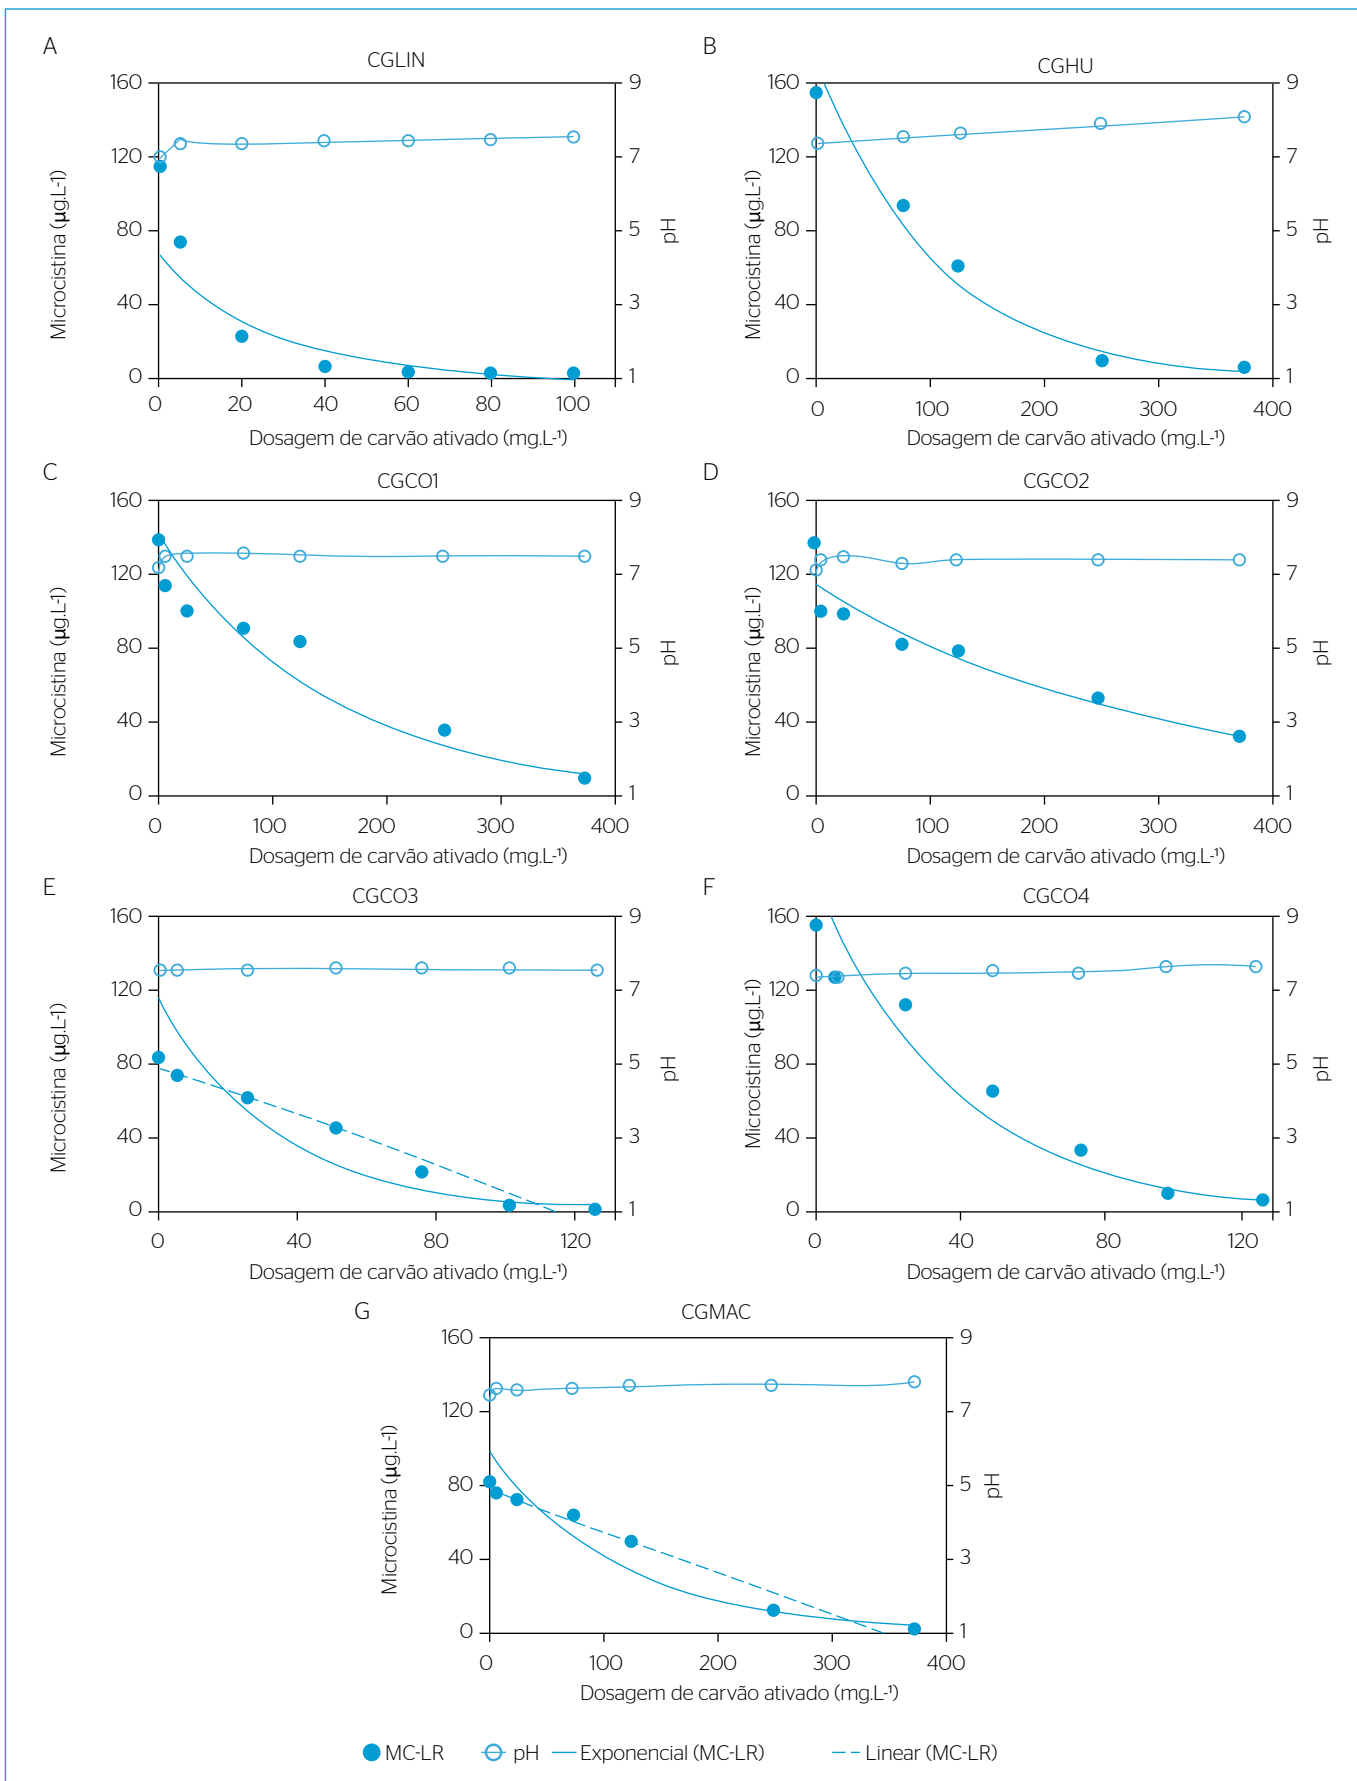 A
CGLIN
160
120
80
40
0
9
7
5
3
1
0 20 40 60 80 100
Microcistina (µg.L-1)
pH
Dosagem de carvão ativado (mg.L-¹)
B
CGHU
160
120
80
40
0
9
7
5
3
1
0 100 200 300 400
Microcistina (µg.L-1)
pH
Dosagem de carvão ativado (mg.L-¹)
C
CGCO1
160
120
80
40
0
9
7
5
3
1
0 100 200 300 400
Microcistina (µg.L-1)
pH
Dosagem de carvão ativado (mg.L-¹)
D
CGCO2
160
120
80
40
0
9
7
5
3
1
0 100 200 300 400
Microcistina (µg.L-1)
pH
Dosagem de carvão ativado (mg.L-¹)
E
CGCO3
160
120
80
40
0
9
7
5
3
1
0 40 80 120
Microcistina (µg.L-1)
pH
Dosagem de carvão ativado (mg.L-¹)
F
CGCO4
160
120
80
40
0
9
7
5
3
1
0 40 80 120
Microcistina (µg.L-1)
pH
Dosagem de carvão ativado (mg.L-¹)
G
CGMAC
160
120
80
40
0
9
7
5
3
1
0 100 200 300 400
Microcistina (µg.L-1)
pH
Dosagem de carvão ativado (mg.L-¹)
MC-LR pH Exponencial (MC-LR) Linear (MC-LR)